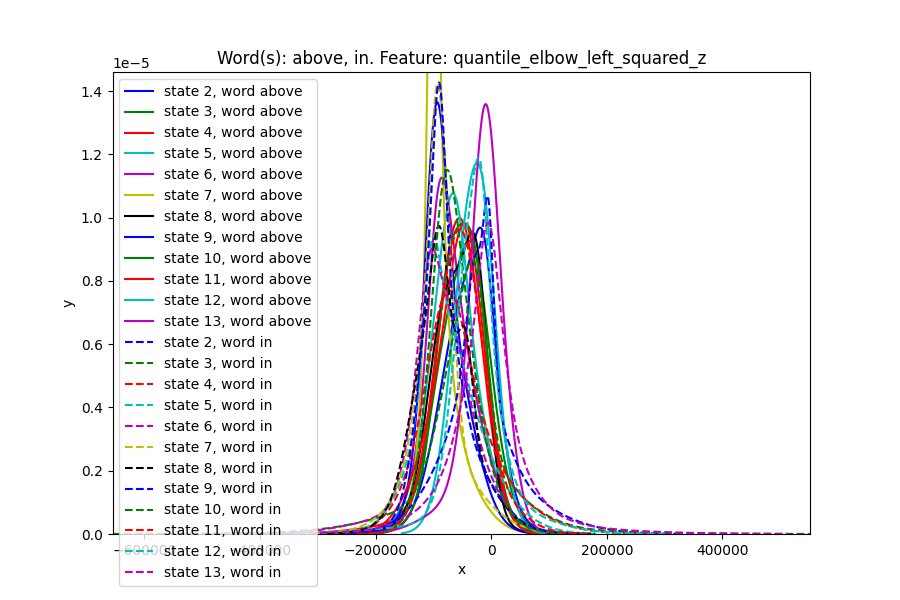 Word(s): above, in. Feature: quantile_elbow_left_squared_z
1e−5
1.4
1.2
1.0
0.8
0.6
0.4
0.2
0.0
y
state 2, word above
state 3, word above
state 4, word above
state 5, word above
state 6, word above
state 7, word above
state 8, word above
state 9, word above
state 10, word above
state 11, word above
state 12, word above
state 13, word above
state 2, word in
state 3, word in
state 4, word in
state 5, word in
state 6, word in
state 7, word in
state 8, word in
state 9, word in
state 10, word in
state 11, word in
state 12, word in
state 13, word in
−600000 −400000 −200000 0 200000 400000
x